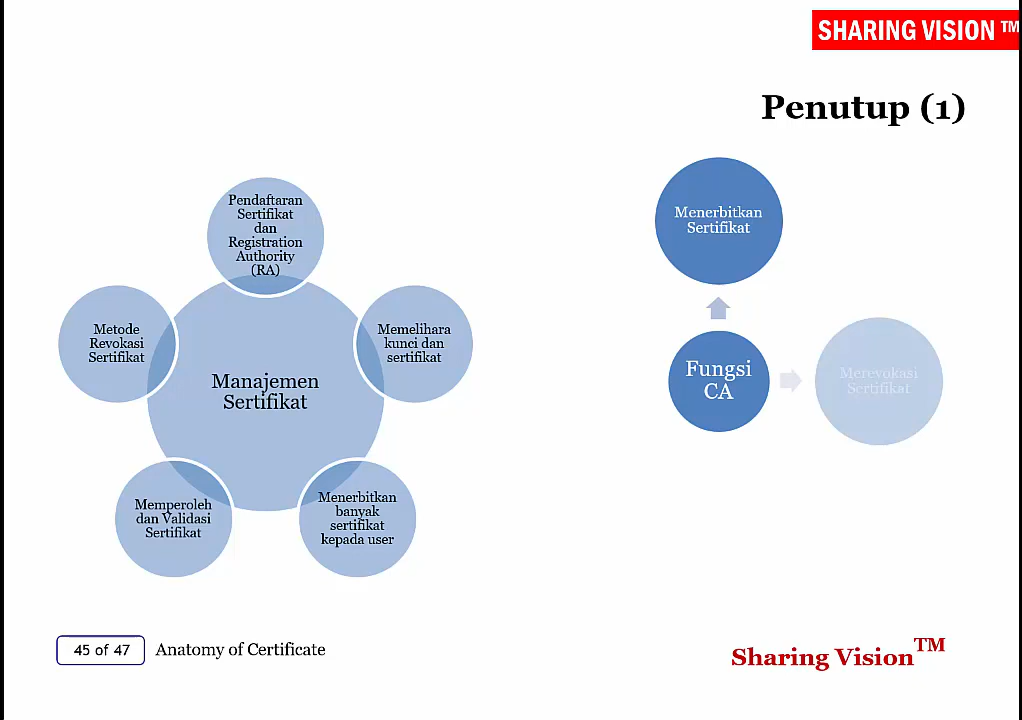 SHARING VISION ™
Penutup (1)
Pendaftaran
Sertifikat
dan
Registration
Authority
(RA)
Metode
Revokasi
Sertifikat
Memelihara
kunci dan
sertifikat
Manajemen
Sertifikat
Memperoleh
dan Validasi
Sertifikat
Menerbitkan
banyak
sertifikat
kepada user
Menerbitkan
Sertifikat
Fungsi
CA
Merevokasi
Sertifikat
45 of 47
Anatomy of Certificate
Sharing Vision TM